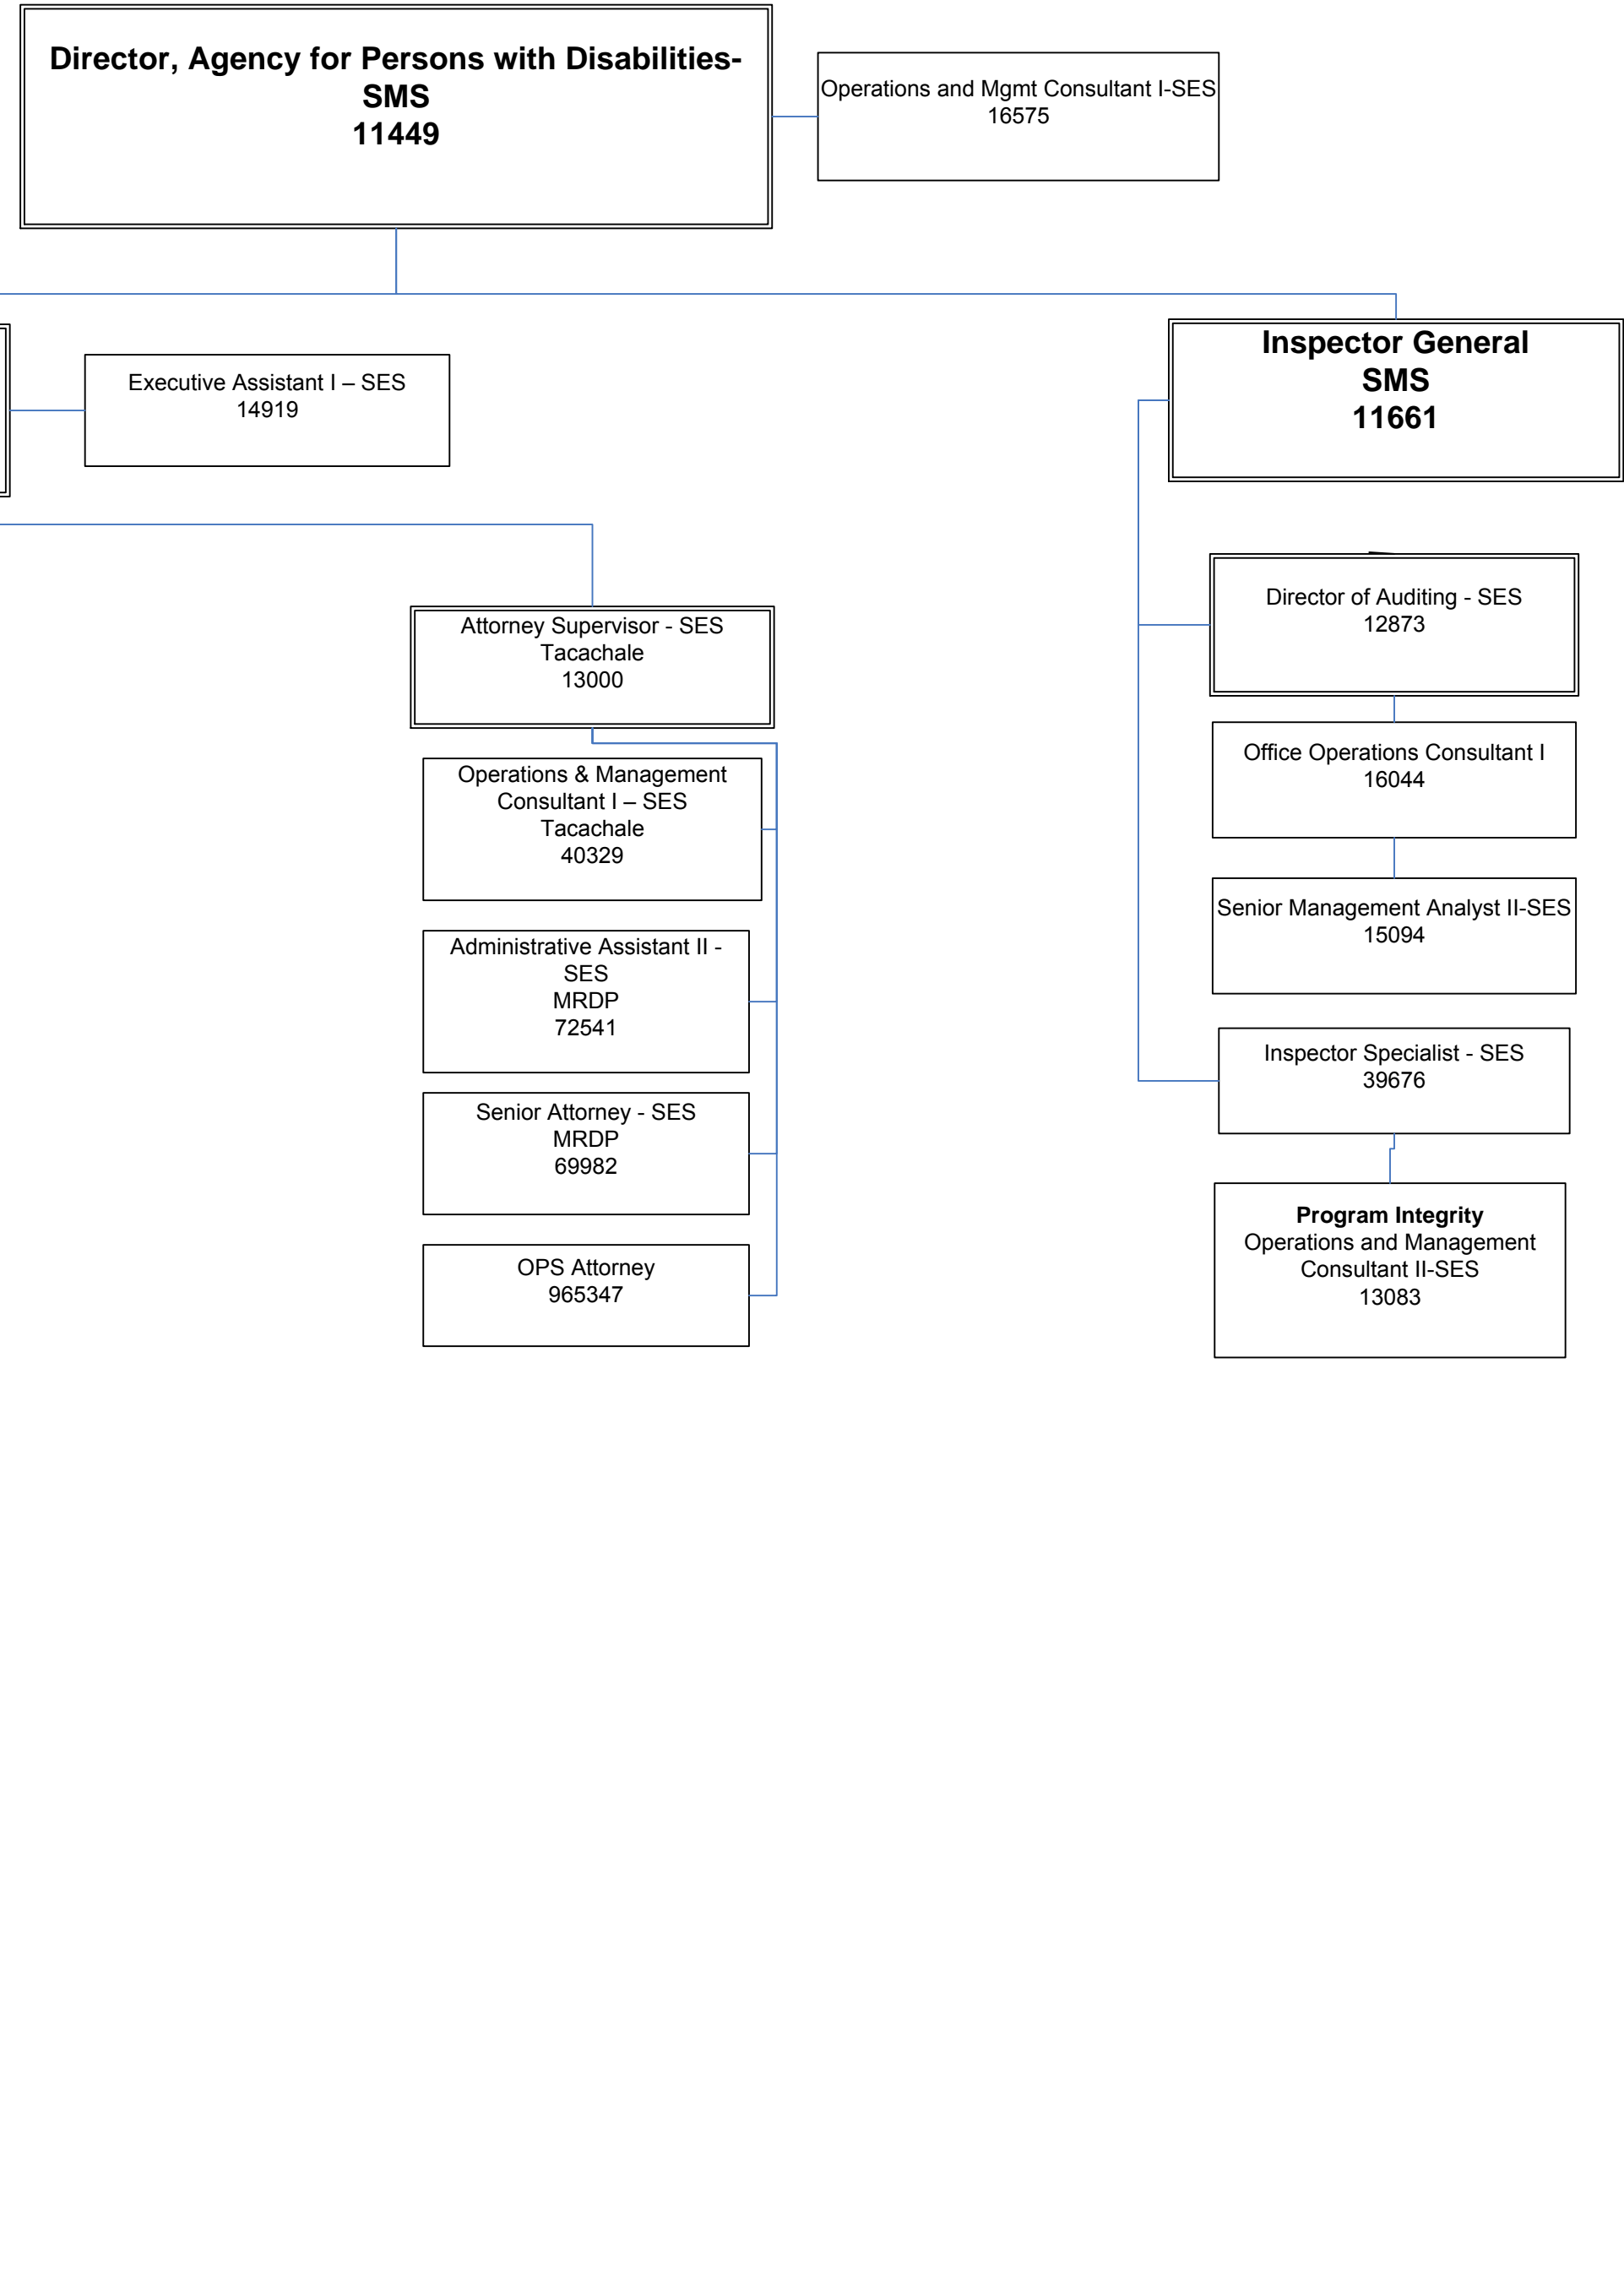 Director, Agency for Persons with Disabilities-
SMS
11449
Operations and Mgmt Consultant I-SES
16575
Executive Assistant I – SES
14919
Inspector General
SMS
11661
Attorney Supervisor - SES
Tacachale
13000
Operations & Management
Consultant I – SES
Tacachale
40329
Administrative Assistant II -
SES
MRDP
72541
Senior Attorney - SES
MRDP
69982
OPS Attorney
965347
Director of Auditing - SES
12873
Office Operations Consultant I
16044
Senior Management Analyst II-SES
15094
Inspector Specialist - SES
39676
Program Integrity
Operations and Management
Consultant II-SES
13083